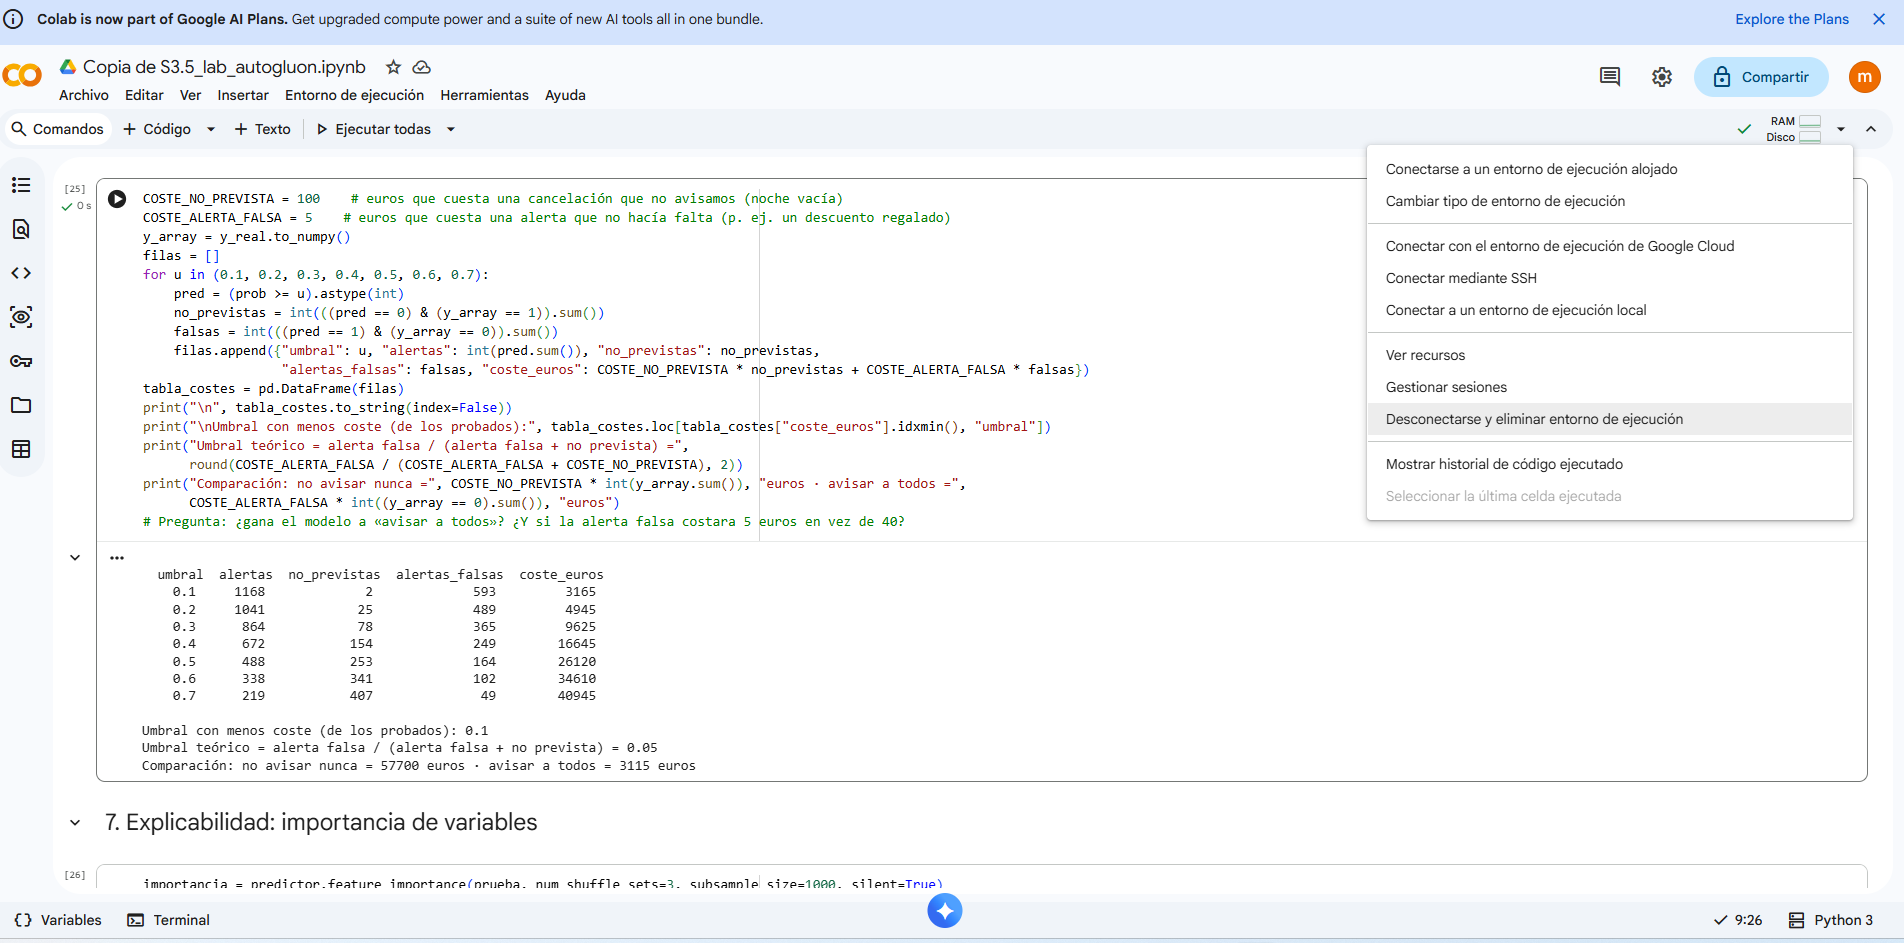 Colab is now part of Google AI Plans. Get upgraded compute power and a suite of new AI tools all in one bundle.
Explore the Plans
Copia de S3.5_lab_autogluon.ipynb
Archivo Editar Ver Insertar Entorno de ejecución Herramientas Ayuda
Compartir
m
Comandos + Código + Texto Ejecutar todas
RAM
Disco
Conectarse a un entorno de ejecución alojado
Cambiar tipo de entorno de ejecución
Conectar con el entorno de ejecución de Google Cloud
Conectar mediante SSH
Conectar a un entorno de ejecución local
Ver recursos
Gestionar sesiones
Desconectarse y eliminar entorno de ejecución
Mostrar historial de código ejecutado
Seleccionar la última celda ejecutada
[25]
0 s
COSTE_NO_PREVISTA = 100    # euros que cuesta una cancelación que no avisamos (noche vacía)
COSTE_ALERTA_FALSA = 5    # euros que cuesta una alerta que no hacía falta (p. ej. un descuento regalado)
y_array = y_real.to_numpy()
filas = []
for u in (0.1, 0.2, 0.3, 0.4, 0.5, 0.6, 0.7):
    pred = (prob >= u).astype(int)
    no_previstas = int(((pred == 0) & (y_array == 1)).sum())
    falsas = int(((pred == 1) & (y_array == 0)).sum())
    filas.append({"umbral": u, "alertas": int(pred.sum()), "no_previstas": no_previstas,
                  "alertas_falsas": falsas, "coste_euros": COSTE_NO_PREVISTA * no_previstas + COSTE_ALERTA_FALSA * falsas})
tabla_costes = pd.DataFrame(filas)
print("\n", tabla_costes.to_string(index=False))
print("\nUmbral con menos coste (de los probados):", tabla_costes.loc[tabla_costes["coste_euros"].idxmin(), "umbral"])
print("Umbral teórico = alerta falsa / (alerta falsa + no prevista) =",
      round(COSTE_ALERTA_FALSA / (COSTE_ALERTA_FALSA + COSTE_NO_PREVISTA), 2))
print("Comparación: no avisar nunca =", COSTE_NO_PREVISTA * int(y_array.sum()), "euros · avisar a todos =",
      COSTE_ALERTA_FALSA * int((y_array == 0).sum()), "euros")
# Pregunta: ¿gana el modelo a «avisar a todos»? ¿Y si la alerta falsa costara 5 euros en vez de 40?
umbral alertas no_previstas alertas_falsas coste_euros
0.1 1168 2 593 3165
0.2 1041 25 489 4945
0.3 864 78 365 9625
0.4 672 154 249 16645
0.5 488 253 164 26120
0.6 338 341 102 34610
0.7 219 407 49 40945
Umbral con menos coste (de los probados): 0.1
Umbral teórico = alerta falsa / (alerta falsa + no prevista) = 0.05
Comparación: no avisar nunca = 57700 euros · avisar a todos = 3115 euros
7. Explicabilidad: importancia de variables
[26]
importancia = predictor.feature_importance(prueba, num_shuffle_sets=3, subsample_size=1000, silent=True)
Variables Terminal
9:26 Python 3